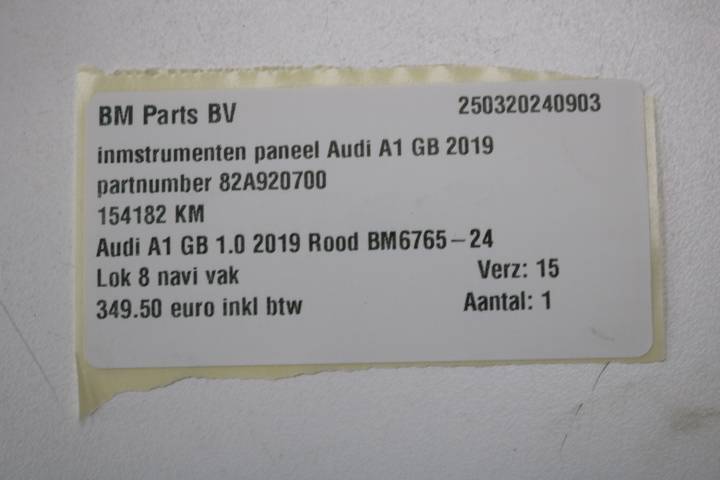 BM Parts BV 250320240903
inmstrumenten paneel Audi A1 GB 2019
partnumber 82A920700
154182 KM
Audi A1 GB 1.0 2019 Rood BM6765-24
Lok 8 navi vak Verz: 15
349.50 euro inkl btw Aantal: 1